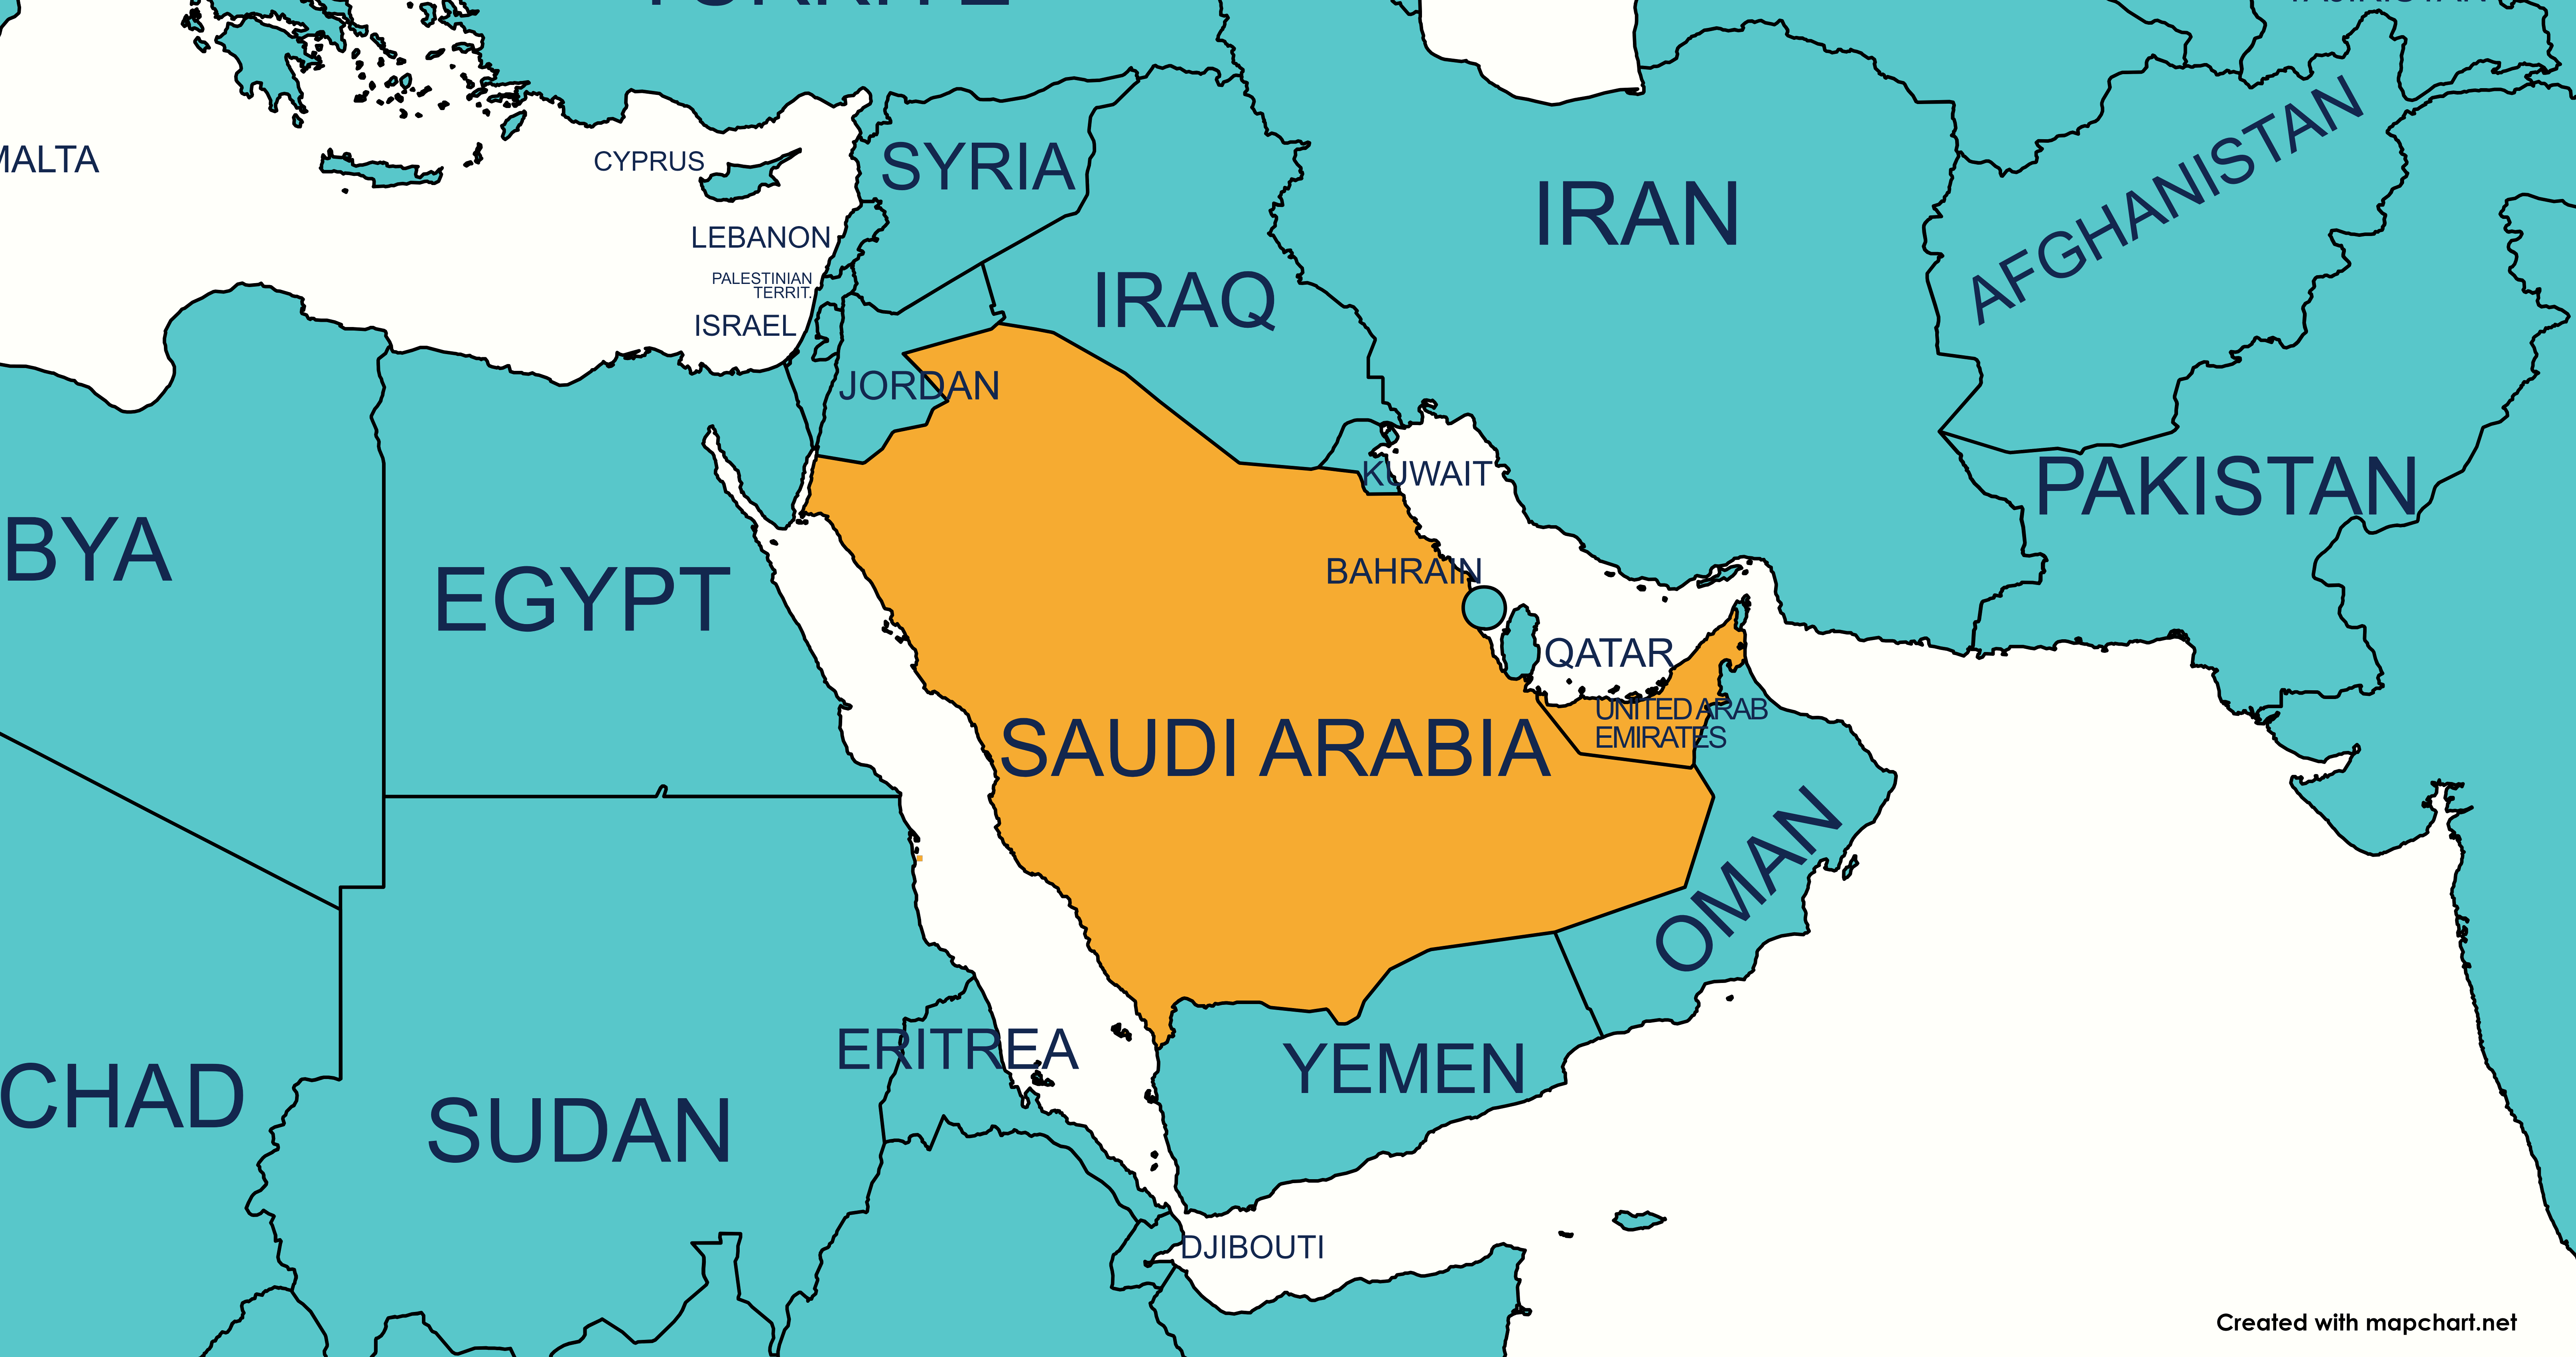 MALTA
CYPRUS
SYRIA
LEBANON
PALESTINIAN
TERRIT.
ISRAEL
JORDAN
IRAQ
IRAN
AFGHANISTAN
PAKISTAN
KUWAIT
BAHRAIN
QATAR
UNITED ARAB
EMIRATES
SAUDI ARABIA
OMAN
YEMEN
BYA
EGYPT
CHAD
SUDAN
ERITREA
DJIBOUTI
Created with mapchart.net